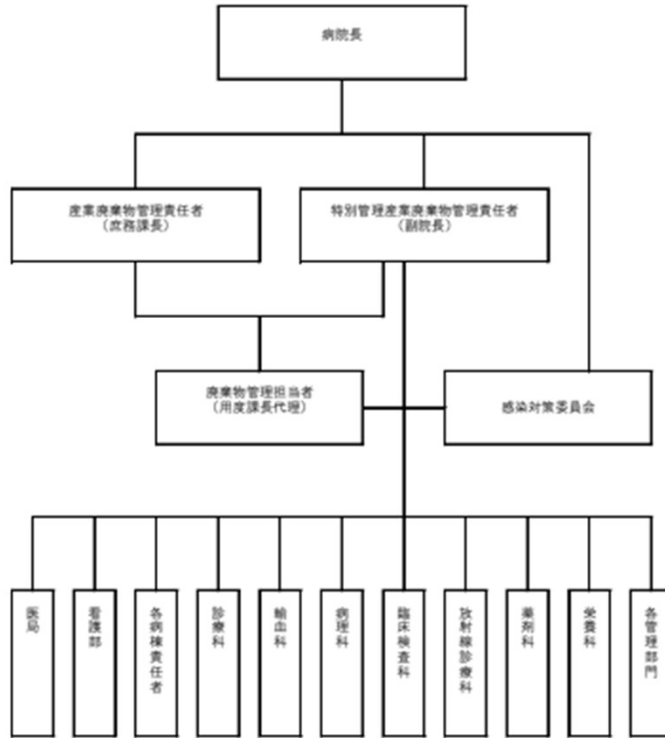 病院長
産業廃棄物管理責任者
（庶務課長）
特別管理産業廃棄物管理責任者
（副院長）
廃棄物管理担当者
（用度課長代理）
感染対策委員会
医局
看護部
各病棟責任者
診療科
輸血科
病理科
臨床検査科
放射線診療科
薬剤科
栄養科
各管理部門